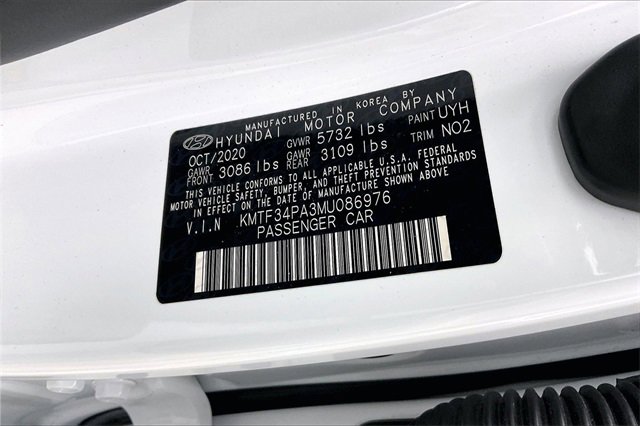 MANUFACTURED IN KOREA BY
HYUNDAI MOTOR COMPANY
OCT/2020 GVWR 5732 lbs PAINT UYH
GAWR FRONT 3086 lbs GAWR REAR 3109 lbs TRIM NO2
THIS VEHICLE CONFORMS TO ALL APPLICABLE U.S.A. FEDERAL
MOTOR VEHICLE SAFETY, BUMPER, AND THEFT PREVENTION STANDARDS
IN EFFECT ON THE DATE OF MANUFACTURE SHOWN ABOVE.
V.I.N KMTF34PA3MU086976
PASSENGER CAR